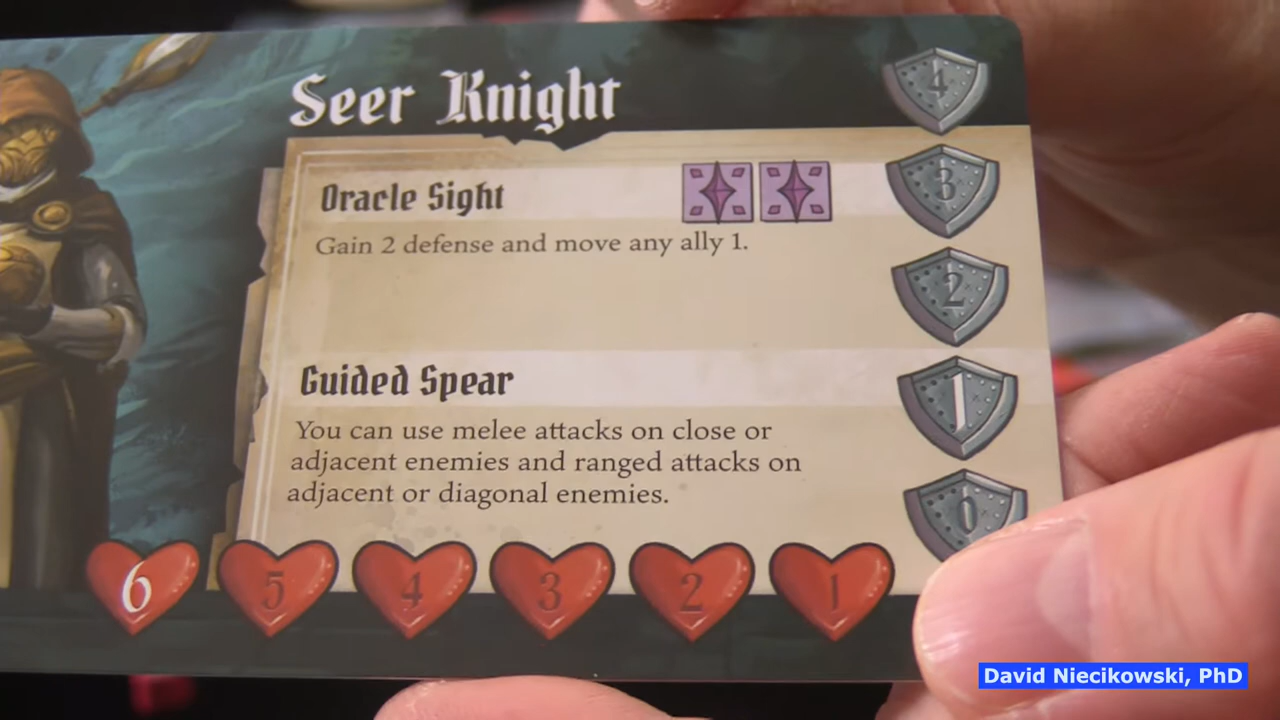 Seer Knight
4
Oracle Sight
3
Gain 2 defense and move any ally 1.
2
Guided Spear
1
You can use melee attacks on close or
adjacent enemies and ranged attacks on
adjacent or diagonal enemies.
0
6 5 4 3 2 1
David Niecikowski, PhD